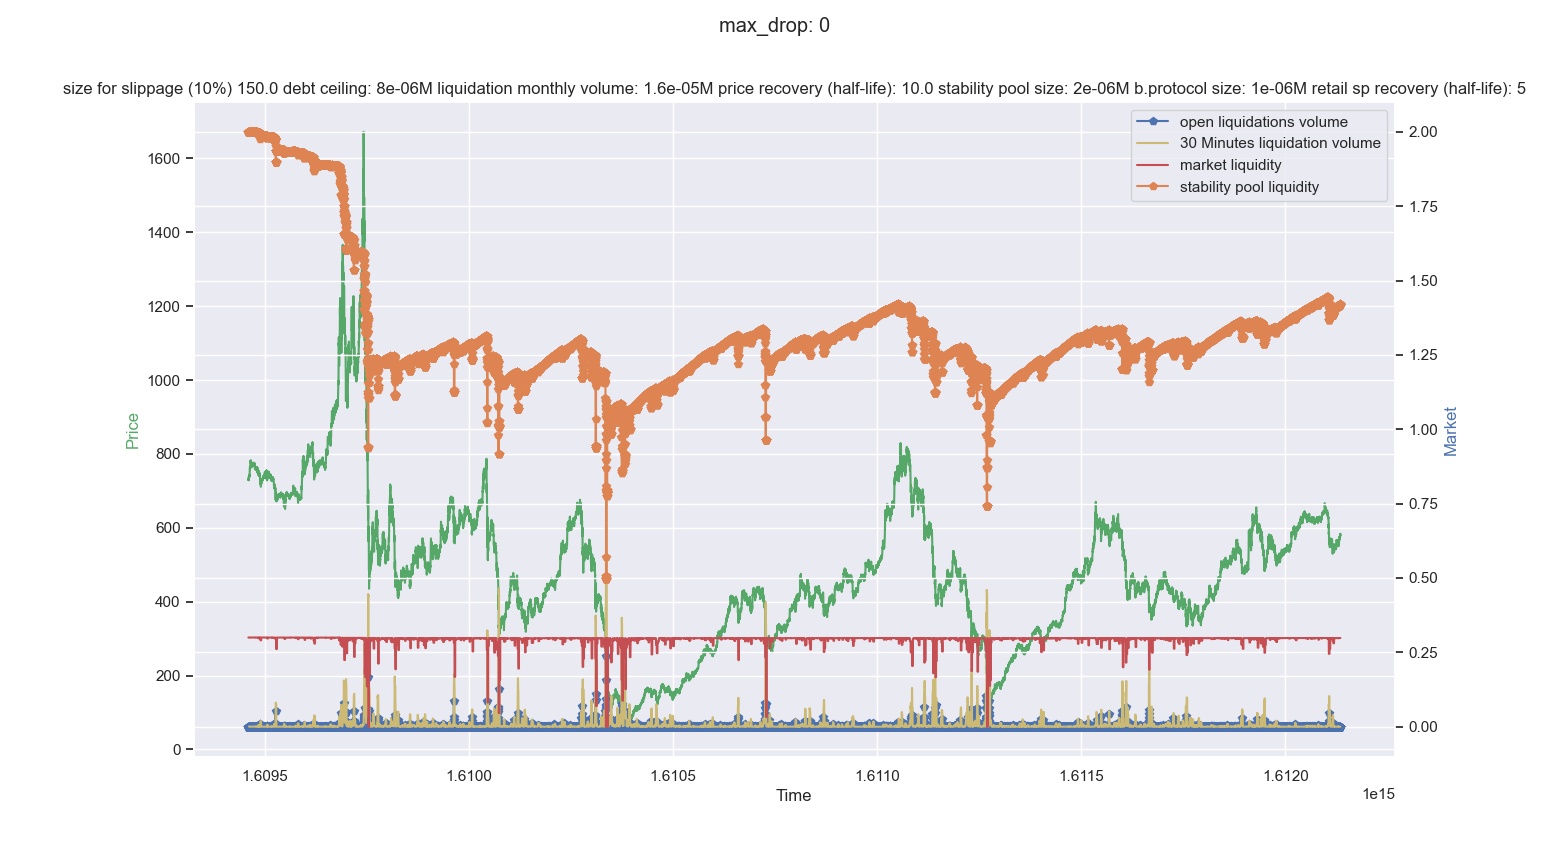 max_drop: 0
size for slippage (10%) 150.0 debt ceiling: 8e-06M liquidation monthly volume: 1.6e-05M price recovery (half-life): 10.0 stability pool size: 2e-06M b.protocol size: 1e-06M retail sp recovery (half-life): 5
open liquidations volume
30 Minutes liquidation volume
market liquidity
stability pool liquidity
1600
1400
1200
1000
800
600
400
200
0
Price
2.00
1.75
1.50
1.25
1.00
0.75
0.50
0.25
0.00
Market
1.6095 1.6100 1.6105 1.6110 1.6115 1.6120
1e15
Time